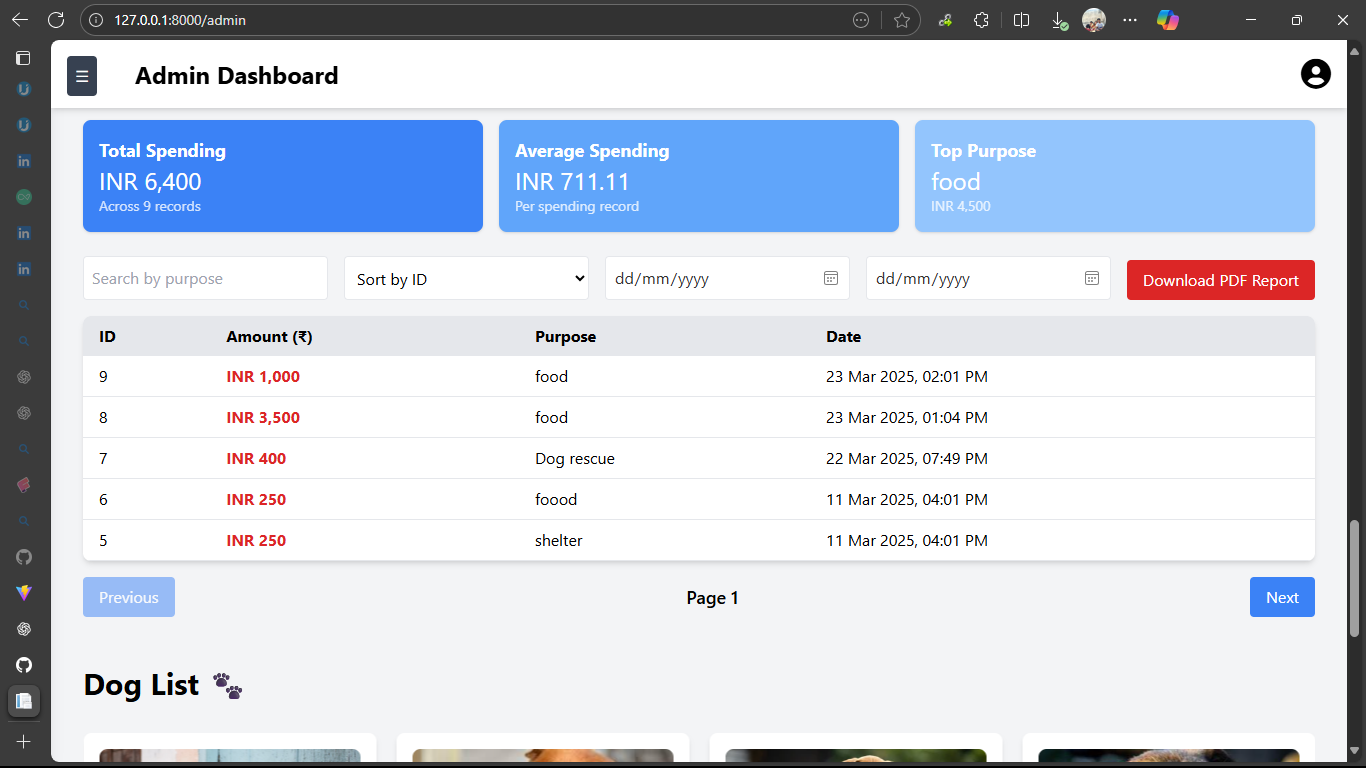 127.0.0.1:8000/admin
☰ Admin Dashboard
Total Spending
INR 6,400
Across 9 records
Average Spending
INR 711.11
Per spending record
Top Purpose
food
INR 4,500
Search by purpose
Sort by ID
dd/mm/yyyy
dd/mm/yyyy
Download PDF Report
ID Amount (₹) Purpose Date
9 INR 1,000 food 23 Mar 2025, 02:01 PM
8 INR 3,500 food 23 Mar 2025, 01:04 PM
7 INR 400 Dog rescue 22 Mar 2025, 07:49 PM
6 INR 250 foood 11 Mar 2025, 04:01 PM
5 INR 250 shelter 11 Mar 2025, 04:01 PM
Previous Page 1 Next
Dog List 🐾